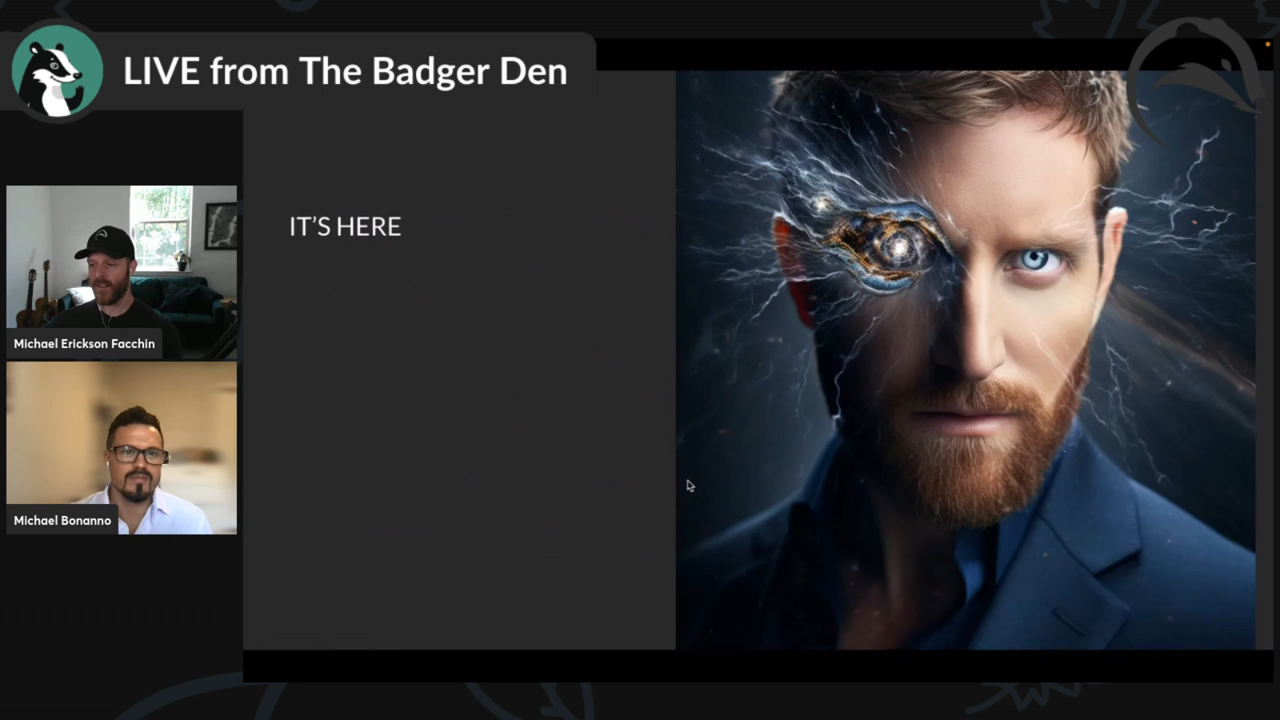 LIVE from The Badger Den
IT'S HERE
Michael Erickson Facchin
Michael Bonanno